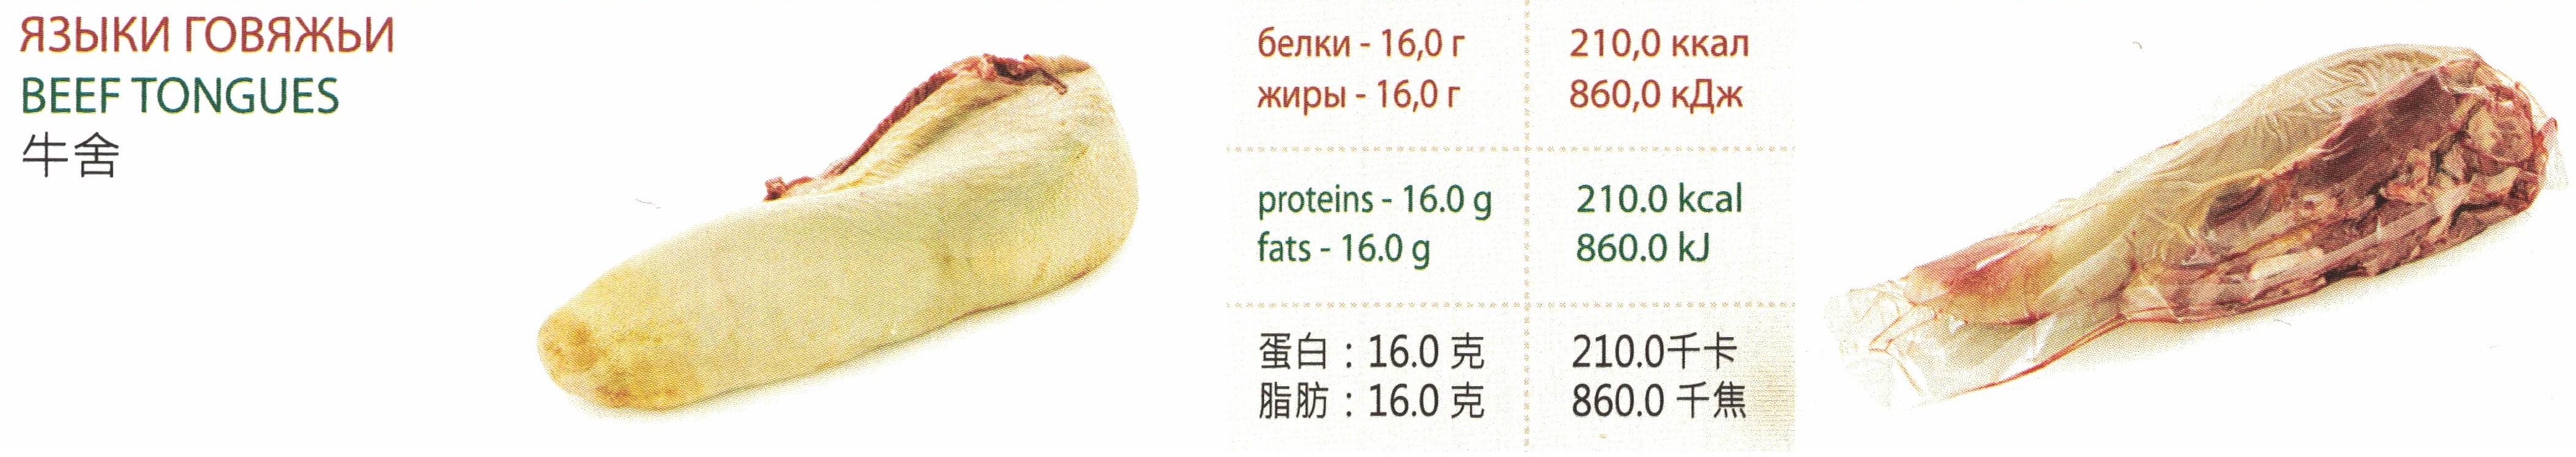 ЯЗЫКИ ГОВЯЖЬИ
BEEF TONGUES
牛舍
белки - 16,0 г
жиры - 16,0 г
210,0 ккал
860,0 кДж
proteins - 16.0 g
fats - 16.0 g
210.0 kcal
860.0 kJ
蛋白：16.0 克
脂肪：16.0 克
210.0千卡
860.0 千焦